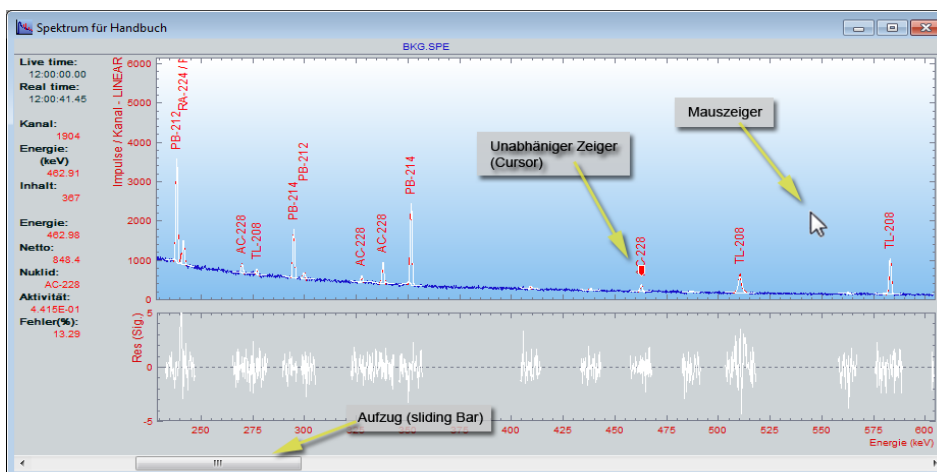 Spektrum für Handbuch
BKG.SPE
Live time:
12:00:00.00
Real time:
12:00:41.45
Kanal:
1904
Energie:
(keV)
462.91
Inhalt:
367
Energie:
462.98
Netto:
848.4
Nuklid:
AC-228
Aktivität:
4.415E-01
Fehler(%):
13.29
Impulse / Kanal - LINEAR
6000
5000
4000
3000
2000
1000
0
PB-212
RA-224 /
AC-228
TL-208
PB-214
PB-212
AC-228
AC-228
PB-214
Unabhäniger Zeiger
(Cursor)
Mauszeiger
C-228
TL-208
TL-208
Res (Sig.)
5
0
-5
Aufzug (sliding Bar)
250
275
300
325
350
375
400
425
450
475
500
525
550
575
600
Energie (keV)